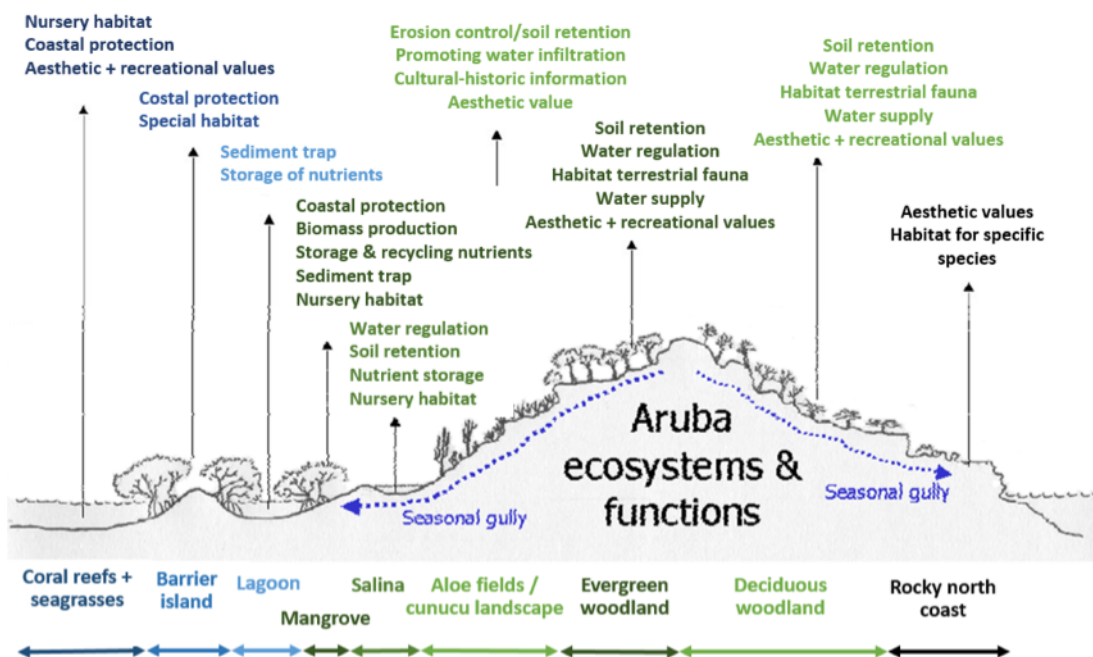 Nursery habitat
Coastal protection
Aesthetic + recreational values
Costal protection
Special habitat
Sediment trap
Storage of nutrients
Coastal protection
Biomass production
Storage & recycling nutrients
Sediment trap
Nursery habitat
Water regulation
Soil retention
Nutrient storage
Nursery habitat
Erosion control/soil retention
Promoting water infiltration
Cultural-historic information
Aesthetic value
Soil retention
Water regulation
Habitat terrestrial fauna
Water supply
Aesthetic + recreational values
Soil retention
Water regulation
Habitat terrestrial fauna
Water supply
Aesthetic + recreational values
Aesthetic values
Habitat for specific
species
Aruba
ecosystems &
functions
Seasonal gully
Seasonal gully
Coral reefs +
seagrasses
Barrier
island
Lagoon
Mangrove
Salina
Aloe fields /
cunucu landscape
Evergreen
woodland
Deciduous
woodland
Rocky north
coast